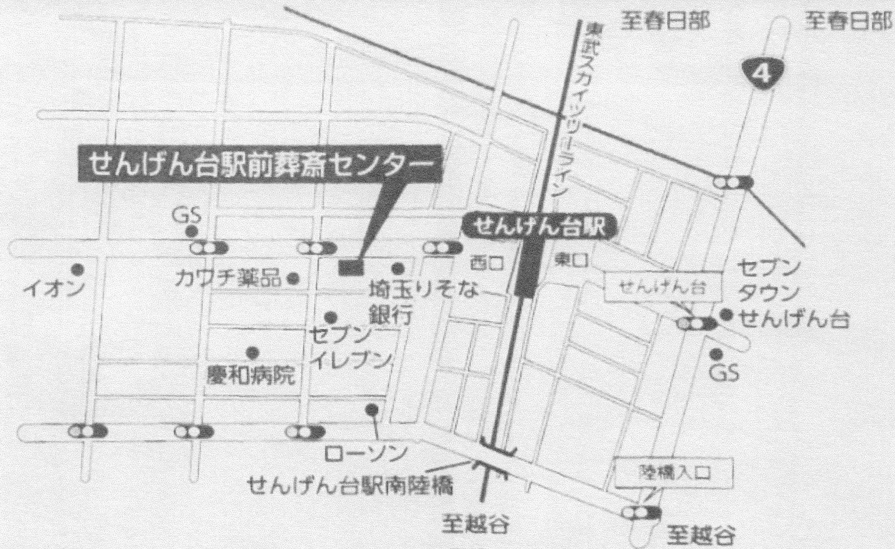 至春日部
至春日部
4
東武スカイツリーライン
せんげん台駅前葬斎センター
GS
せんげん台駅
西口
東口
イオン
カワチ薬品
埼玉りそな
銀行
せんげん台
セブン
タウン
せんげん台
セブン
イレブン
慶和病院
GS
ローソン
せんげん台駅南陸橋
陸橋入口
至越谷
至越谷